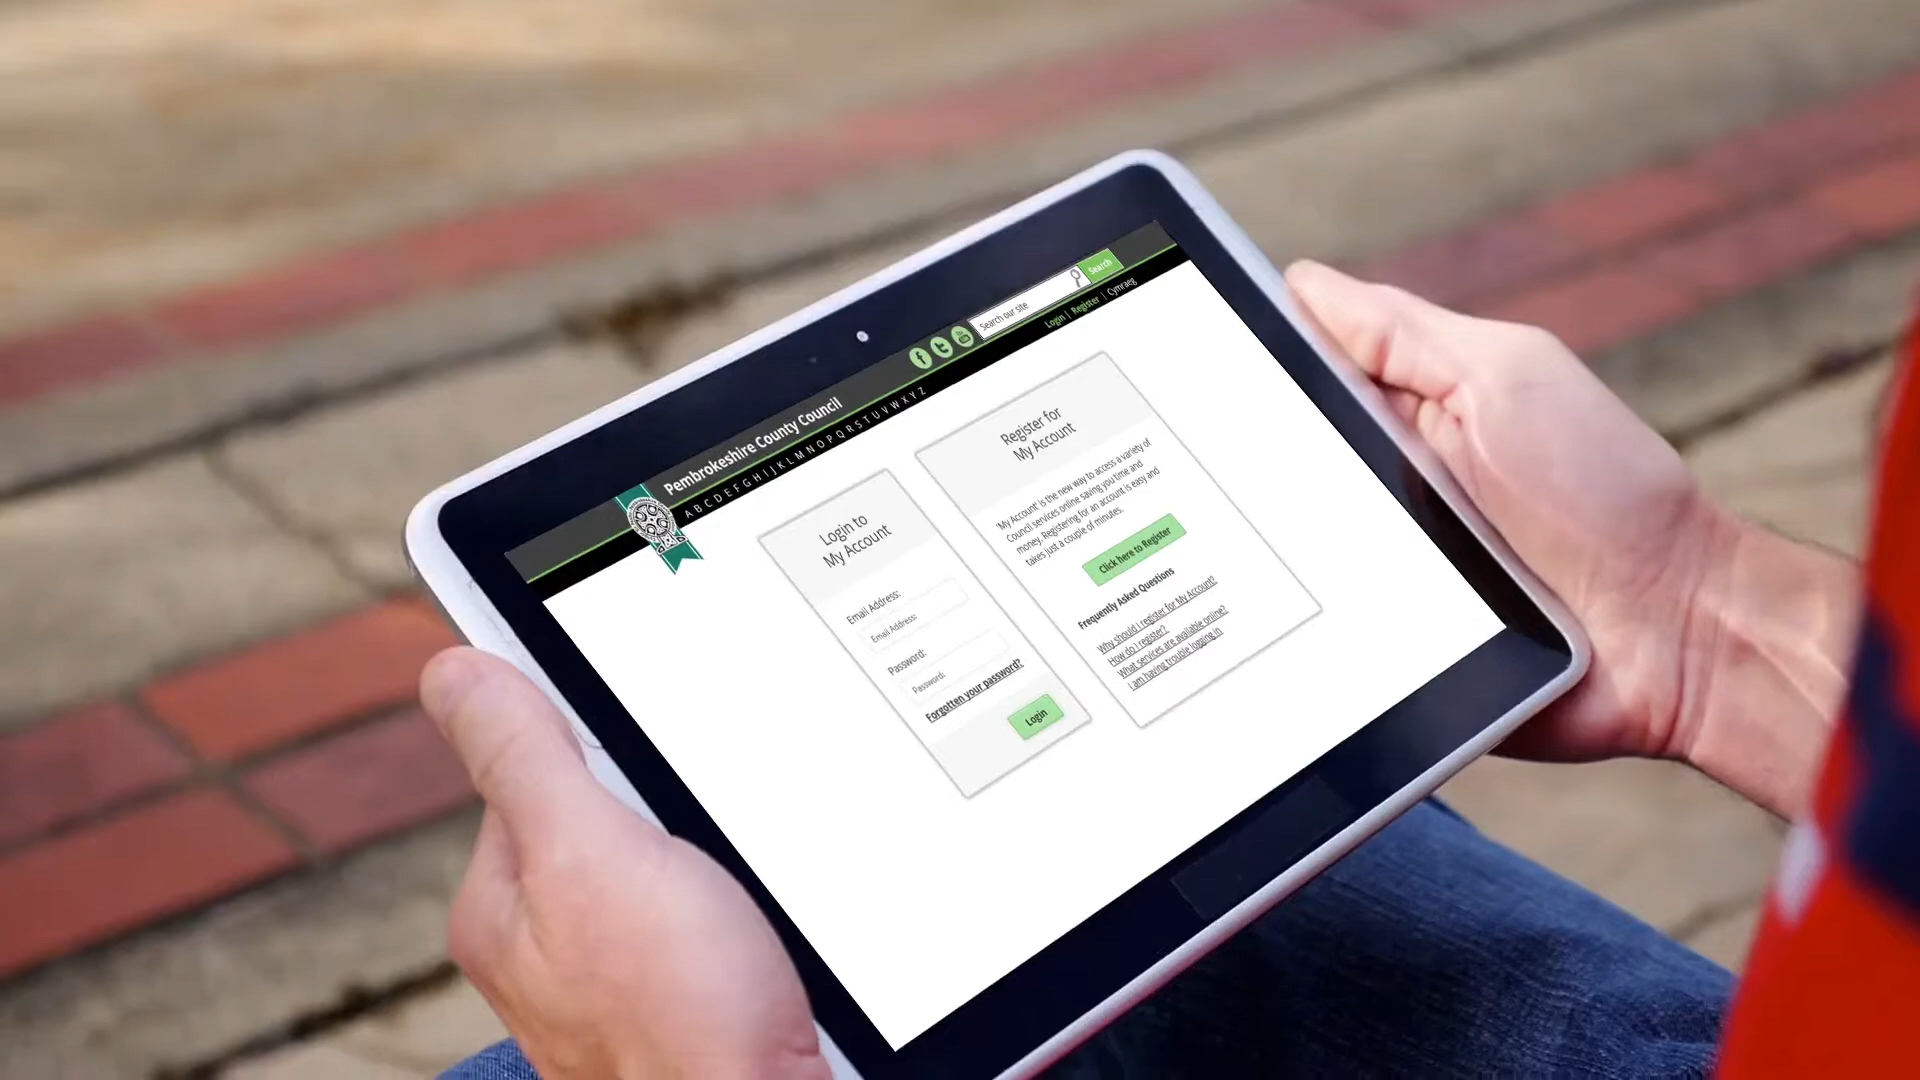 Pembrokeshire County Council
Search our site
Search
A B C D E F G H I J K L M N O P Q R S T U V W X Y Z
Login | Register | Cymraeg
Login to
My Account
Email Address:
Email Address:
Password:
Password:
Forgotten your password?
Login
Register for
My Account
'My Account' is the new way to access a variety of
Council services online saving you time and
money. Registering for an account is easy and
takes just a couple of minutes.
Click here to Register
Frequently Asked Questions
Why should I register for My Account?
How do I register?
What services are available online?
I am having trouble logging in